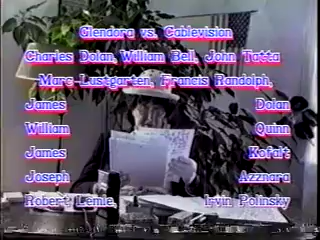 Glendora vs. Cablevision
Charles Dolan, William Bell, John Tatta
Marc Lustgarten, Francis Randolph,
James Dolan
William Quinn
James Kofalt
Joseph Azznara
Robert Lemle, Irvin Polinsky